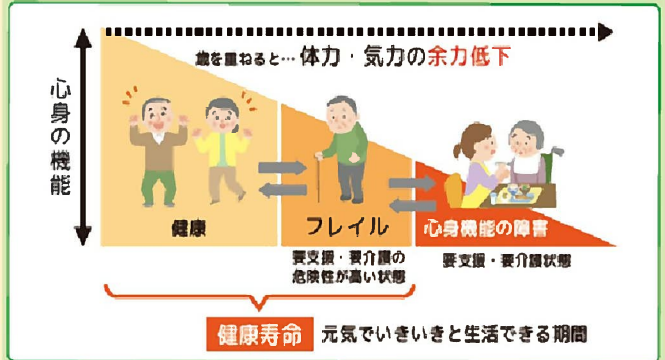 歳を重ねると… 体力・気力の余力低下
心身の機能
健康
フレイル
心身機能の障害
要支援・要介護の
危険性が高い状態
要支援・要介護状態
健康寿命 元気でいきいきと生活できる期間